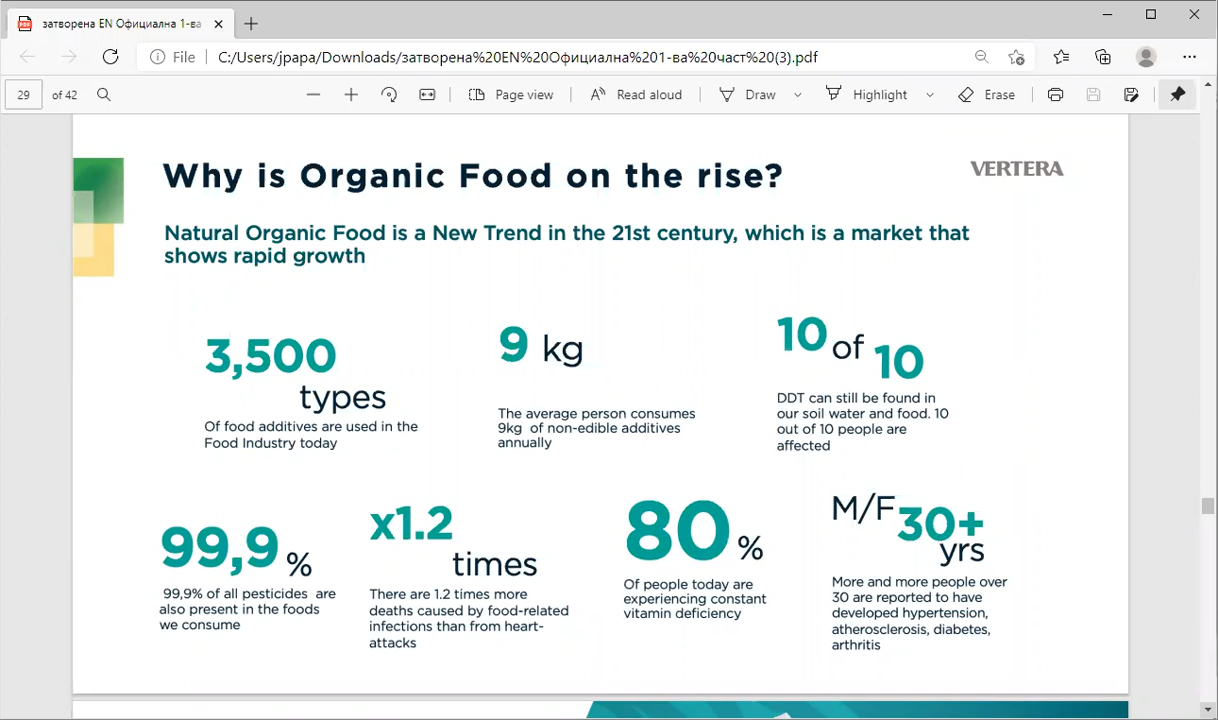 затворена EN Официална 1-ва
File C:/Users/jpapa/Downloads/затворена%20EN%20Официална%201-ва%20част%20(3).pdf
29 of 42 Page view Read aloud Draw Highlight Erase
Why is Organic Food on the rise?
VERTERA
Natural Organic Food is a New Trend in the 21st century, which is a market that
shows rapid growth
3,500
types
Of food additives are used in the
Food Industry today
9 kg
The average person consumes
9kg of non-edible additives
annually
10 of 10
DDT can still be found in
our soil water and food. 10
out of 10 people are
affected
99,9 %
99,9% of all pesticides are
also present in the foods
we consume
x1.2
times
There are 1.2 times more
deaths caused by food-related
infections than from heart-
attacks
80 %
Of people today are
experiencing constant
vitamin deficiency
M/F 30+
yrs
More and more people over
30 are reported to have
developed hypertension,
atherosclerosis, diabetes,
arthritis